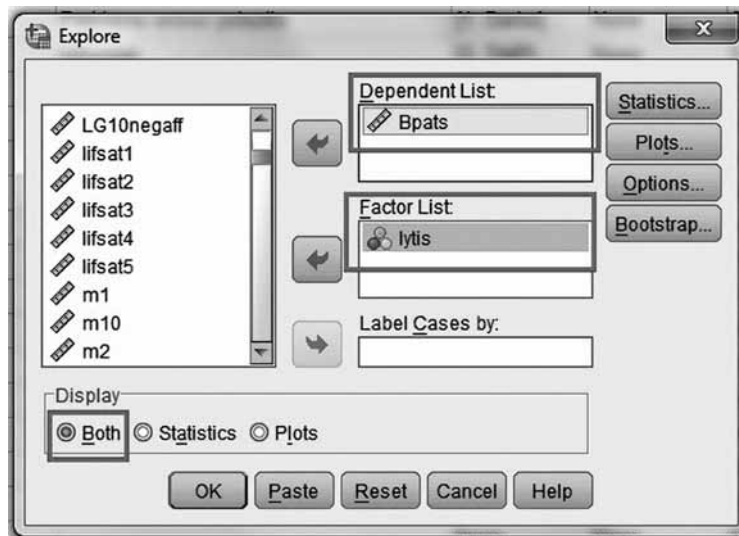 Explore
LG10negaff
lifsat1
lifsat2
lifsat3
lifsat4
lifsat5
m1
m10
m2
Dependent List:
Bpats
Factor List:
lytis
Label Cases by:
Statistics...
Plots...
Options...
Bootstrap...
Display
Both Statistics Plots
OK Paste Reset Cancel Help